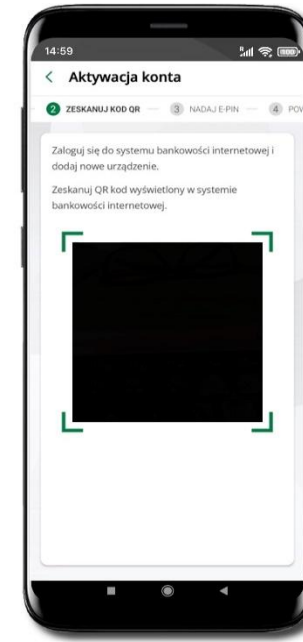 14:59
Aktywacja konta
2 ZESKANUJ KOD QR 3 NADAJ E-PIN 4
Zaloguj się do systemu bankowości internetowej i
dodaj nowe urządzenie.
Zeskanuj QR kod wyświetlony w systemie
bankowości internetowej.